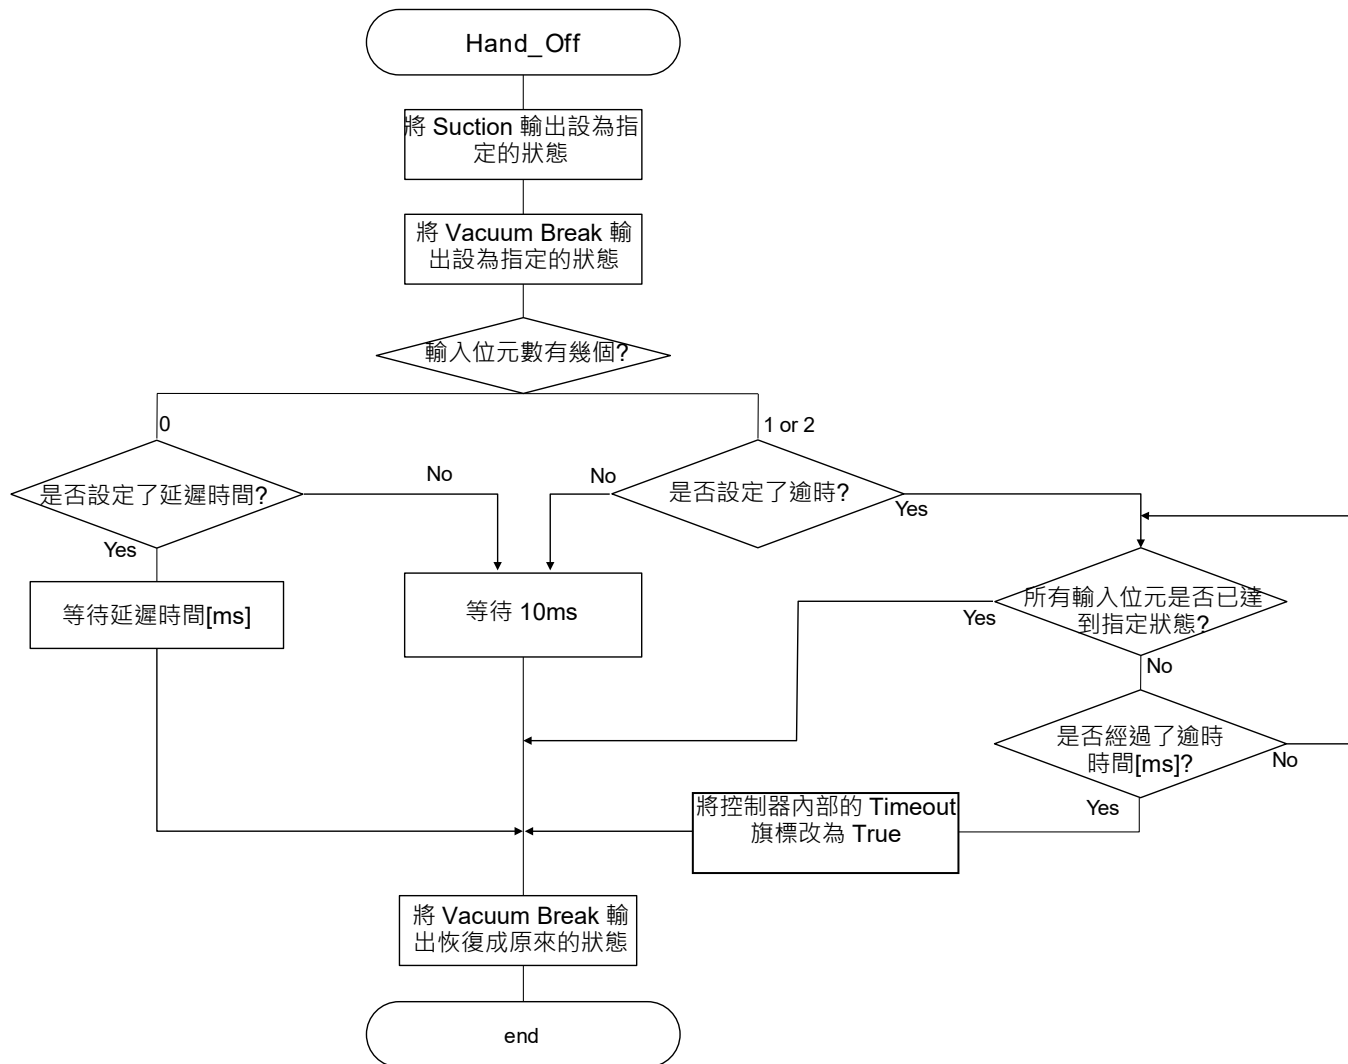 Hand_Off
將 Suction 輸出設為指
定的狀態
將 Vacuum Break 輸
出設為指定的狀態
輸入位元數有幾個?
0
1 or 2
是否設定了延遲時間?
No
No
是否設定了逾時?
Yes
Yes
等待延遲時間[ms]
等待 10ms
所有輸入位元是否已達
到指定狀態?
Yes
No
是否經過了逾時
時間[ms]?
No
Yes
將控制器內部的 Timeout
旗標改為 True
將 Vacuum Break 輸
出恢復成原來的狀態
end